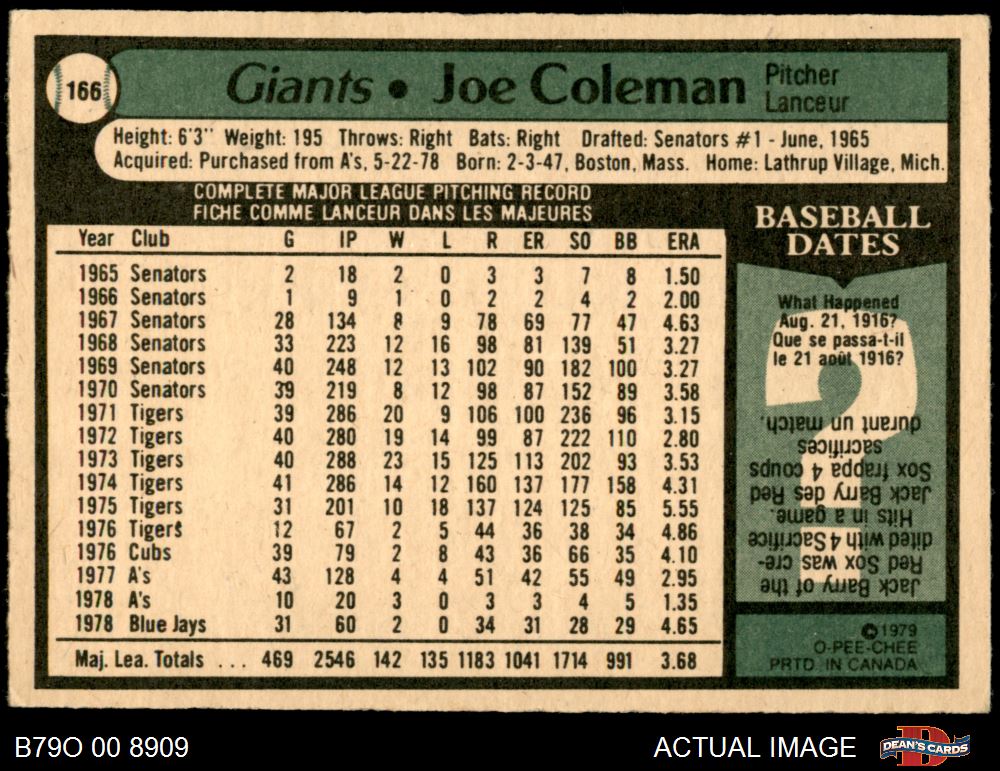 166
Giants • Joe Coleman
Pitcher
Lanceur
Height: 6'3" Weight: 195 Throws: Right Bats: Right Drafted: Senators #1 - June, 1965
Acquired: Purchased from A's, 5-22-78 Born: 2-3-47, Boston, Mass. Home: Lathrup Village, Mich.
COMPLETE MAJOR LEAGUE PITCHING RECORD
FICHE COMME LANCEUR DANS LES MAJEURES
Year Club G IP W L R ER SO BB ERA
1965 Senators 2 18 2 0 3 3 7 8 1.50
1966 Senators 1 9 1 0 2 2 4 2 2.00
1967 Senators 28 134 8 9 78 69 77 47 4.63
1968 Senators 33 223 12 16 98 81 139 51 3.27
1969 Senators 40 248 12 13 102 90 182 100 3.27
1970 Senators 39 219 8 12 98 87 152 89 3.58
1971 Tigers 39 286 20 9 106 100 236 96 3.15
1972 Tigers 40 280 19 14 99 87 222 110 2.80
1973 Tigers 40 288 23 15 125 113 202 93 3.53
1974 Tigers 41 286 14 12 160 137 177 158 4.31
1975 Tigers 31 201 10 18 137 124 125 85 5.55
1976 Tigers 12 67 2 5 44 36 38 34 4.86
1976 Cubs 39 79 2 8 43 36 66 35 4.10
1977 A's 43 128 4 4 51 42 55 49 2.95
1978 A's 10 20 3 0 3 3 4 5 1.35
1978 Blue Jays 31 60 2 0 34 31 28 29 4.65
Maj. Lea. Totals ... 469 2546 142 135 1183 1041 1714 991 3.68
BASEBALL
DATES
What Happened
Aug. 21, 1916?
Que se passa-t-il
le 21 août 1916?
Jack Barry of the
Red Sox was cre-
dited with 4 Sacrifice
Hits in a game.
Jack Barry des Red
Sox frappa 4 coups
sacrifices
durant un match.
©1979
O-PEE-CHEE
PRTD. IN CANADA
B79O 00 8909
ACTUAL IMAGE
DEAN'S CARDS